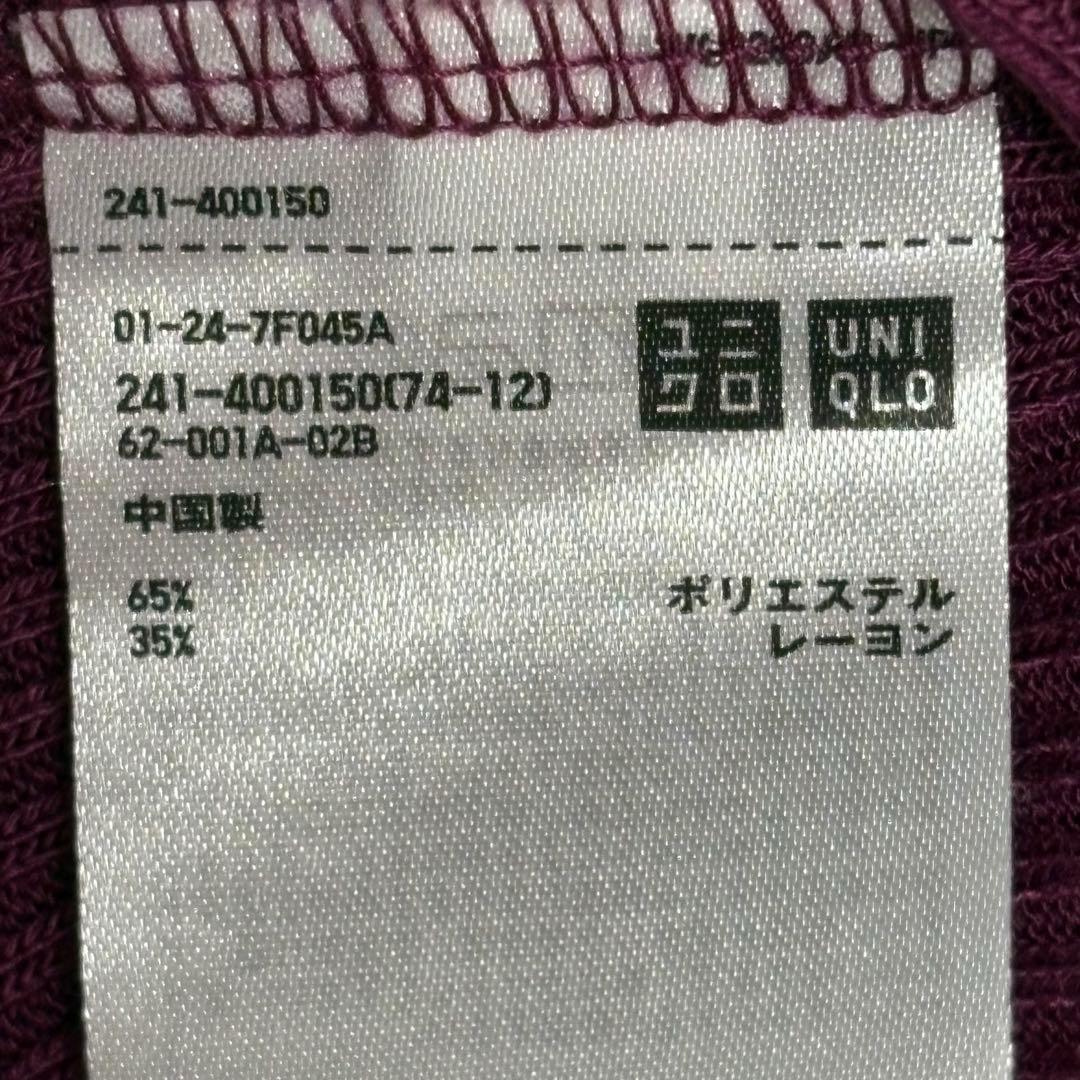 241-400150
01-24-7F045A
241-400150(74-12)
62-001A-02B
ユニ
クロ
UNI
QLO
中国製
65% ポリエステル
35% レーヨン